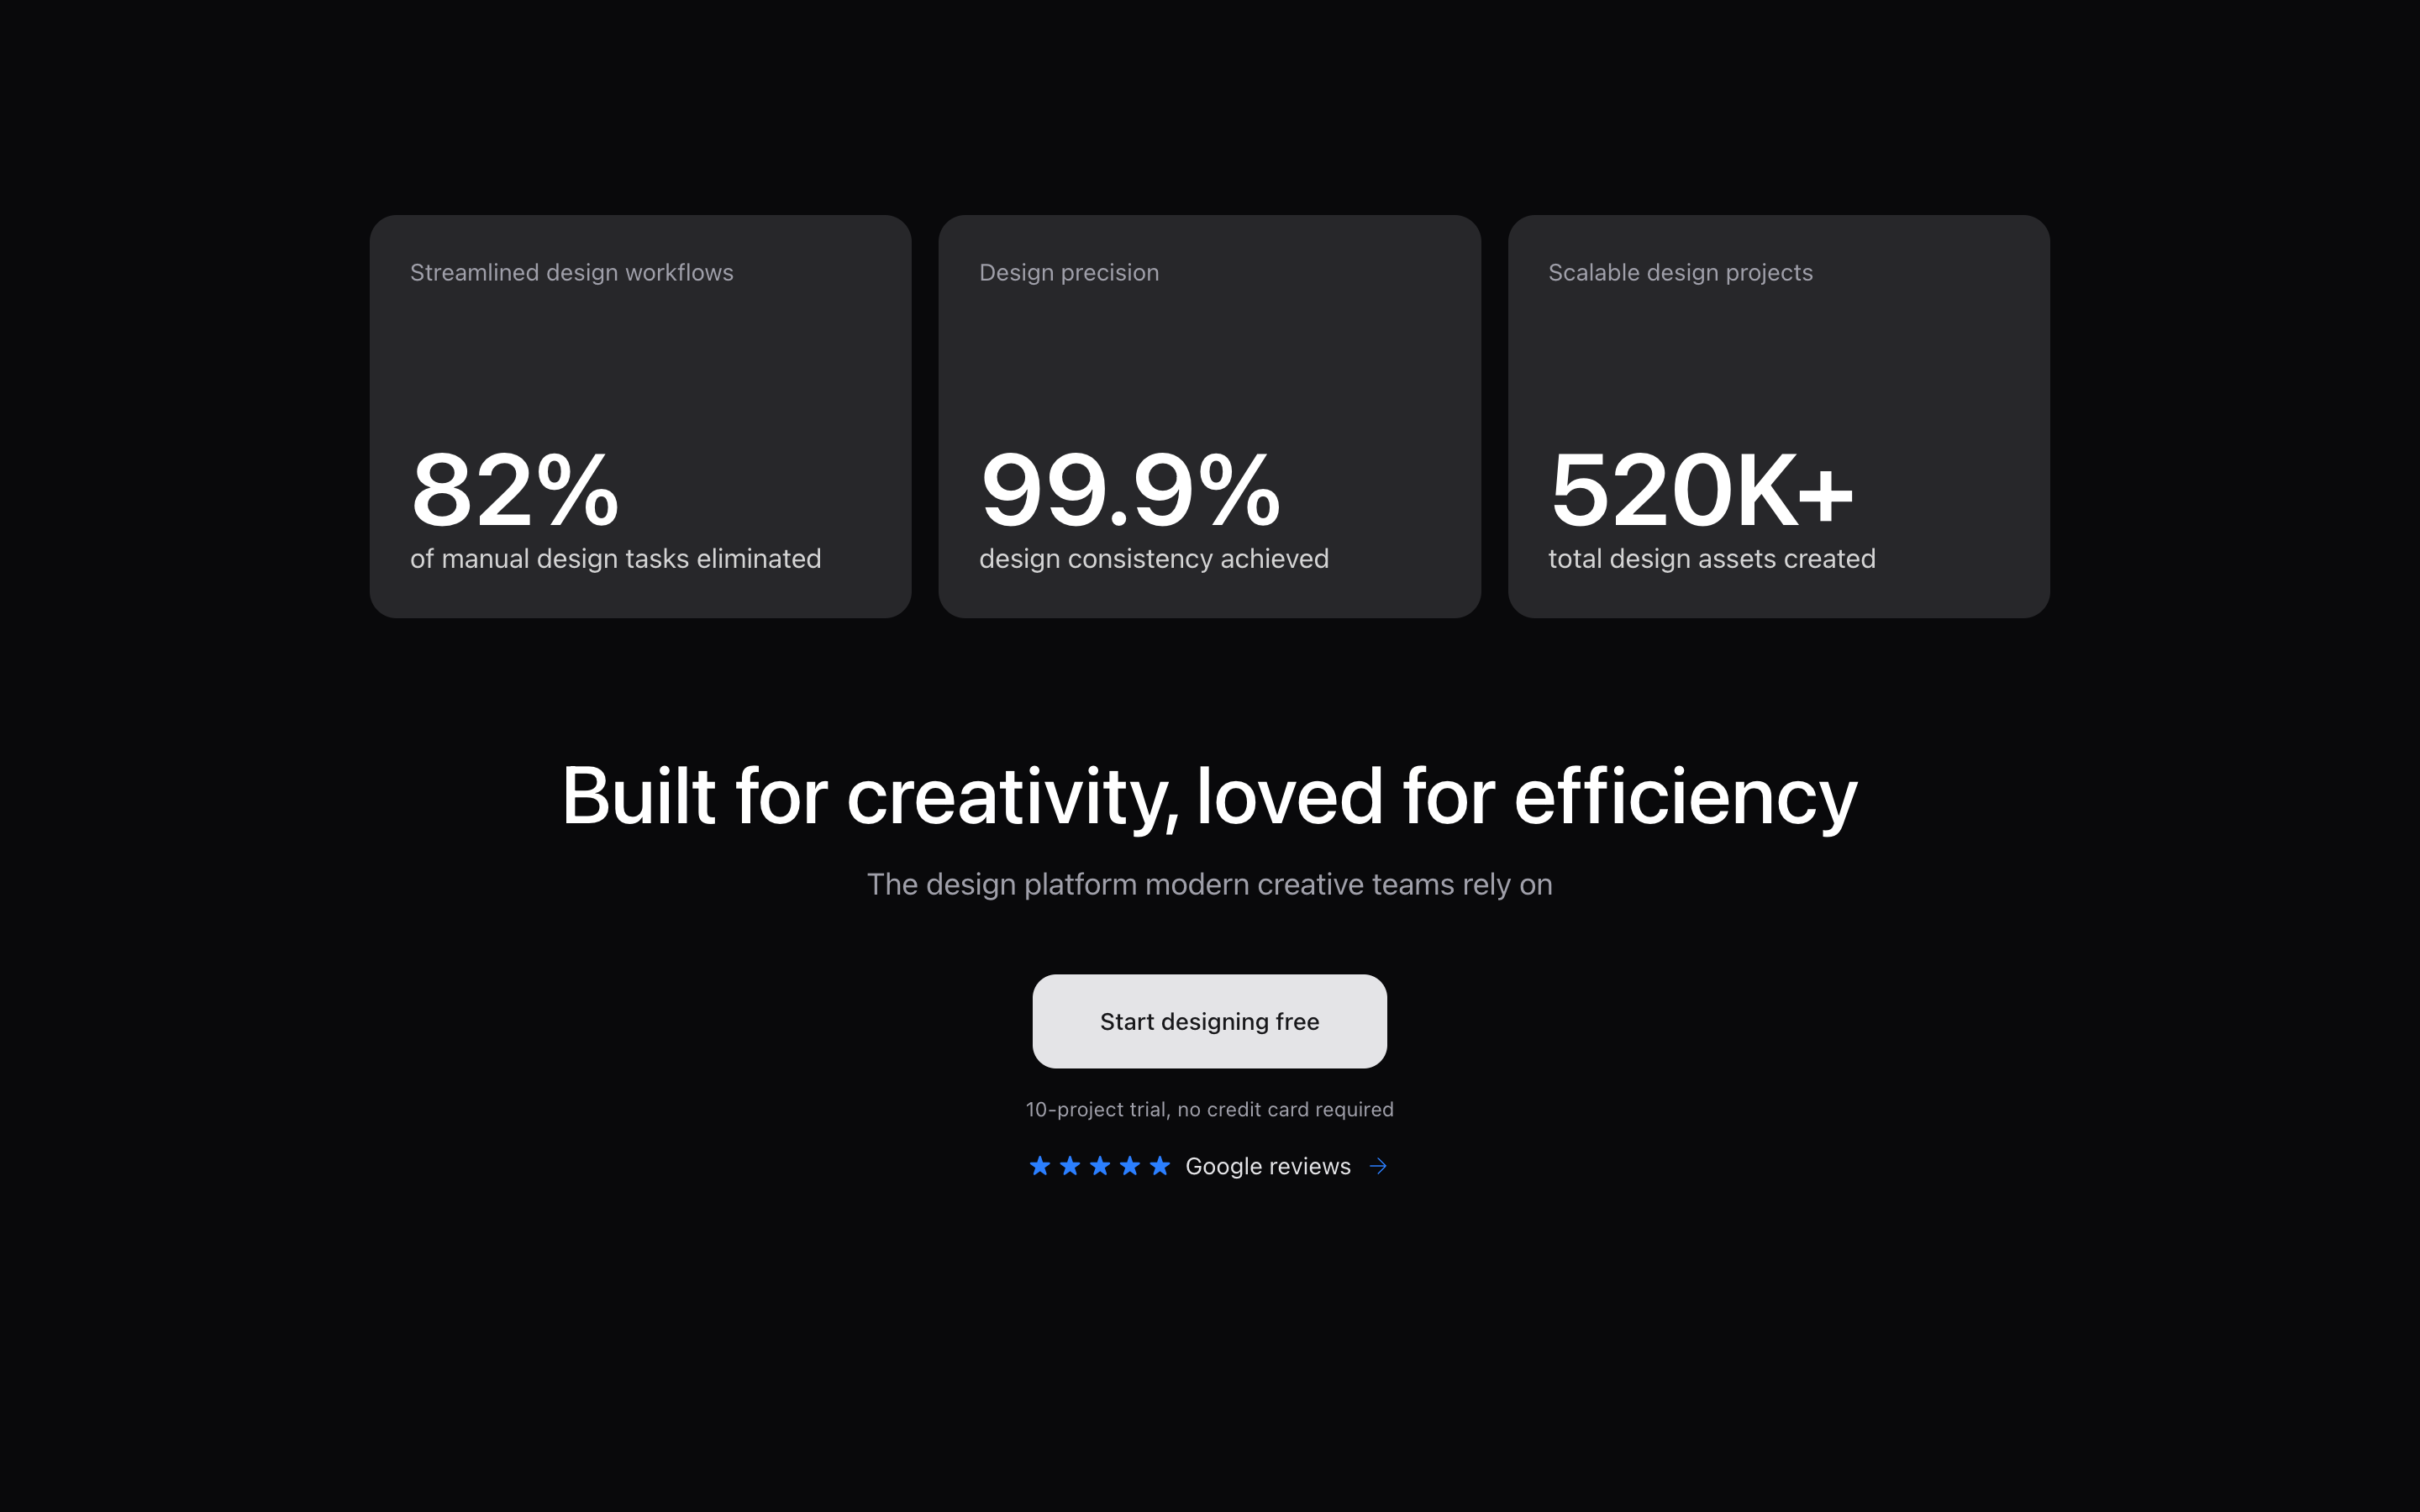 Streamlined design workflows
82%
of manual design tasks eliminated
Design precision
99.9%
design consistency achieved
Scalable design projects
520K+
total design assets created
Built for creativity, loved for efficiency
The design platform modern creative teams rely on
Start designing free
10-project trial, no credit card required
Google reviews